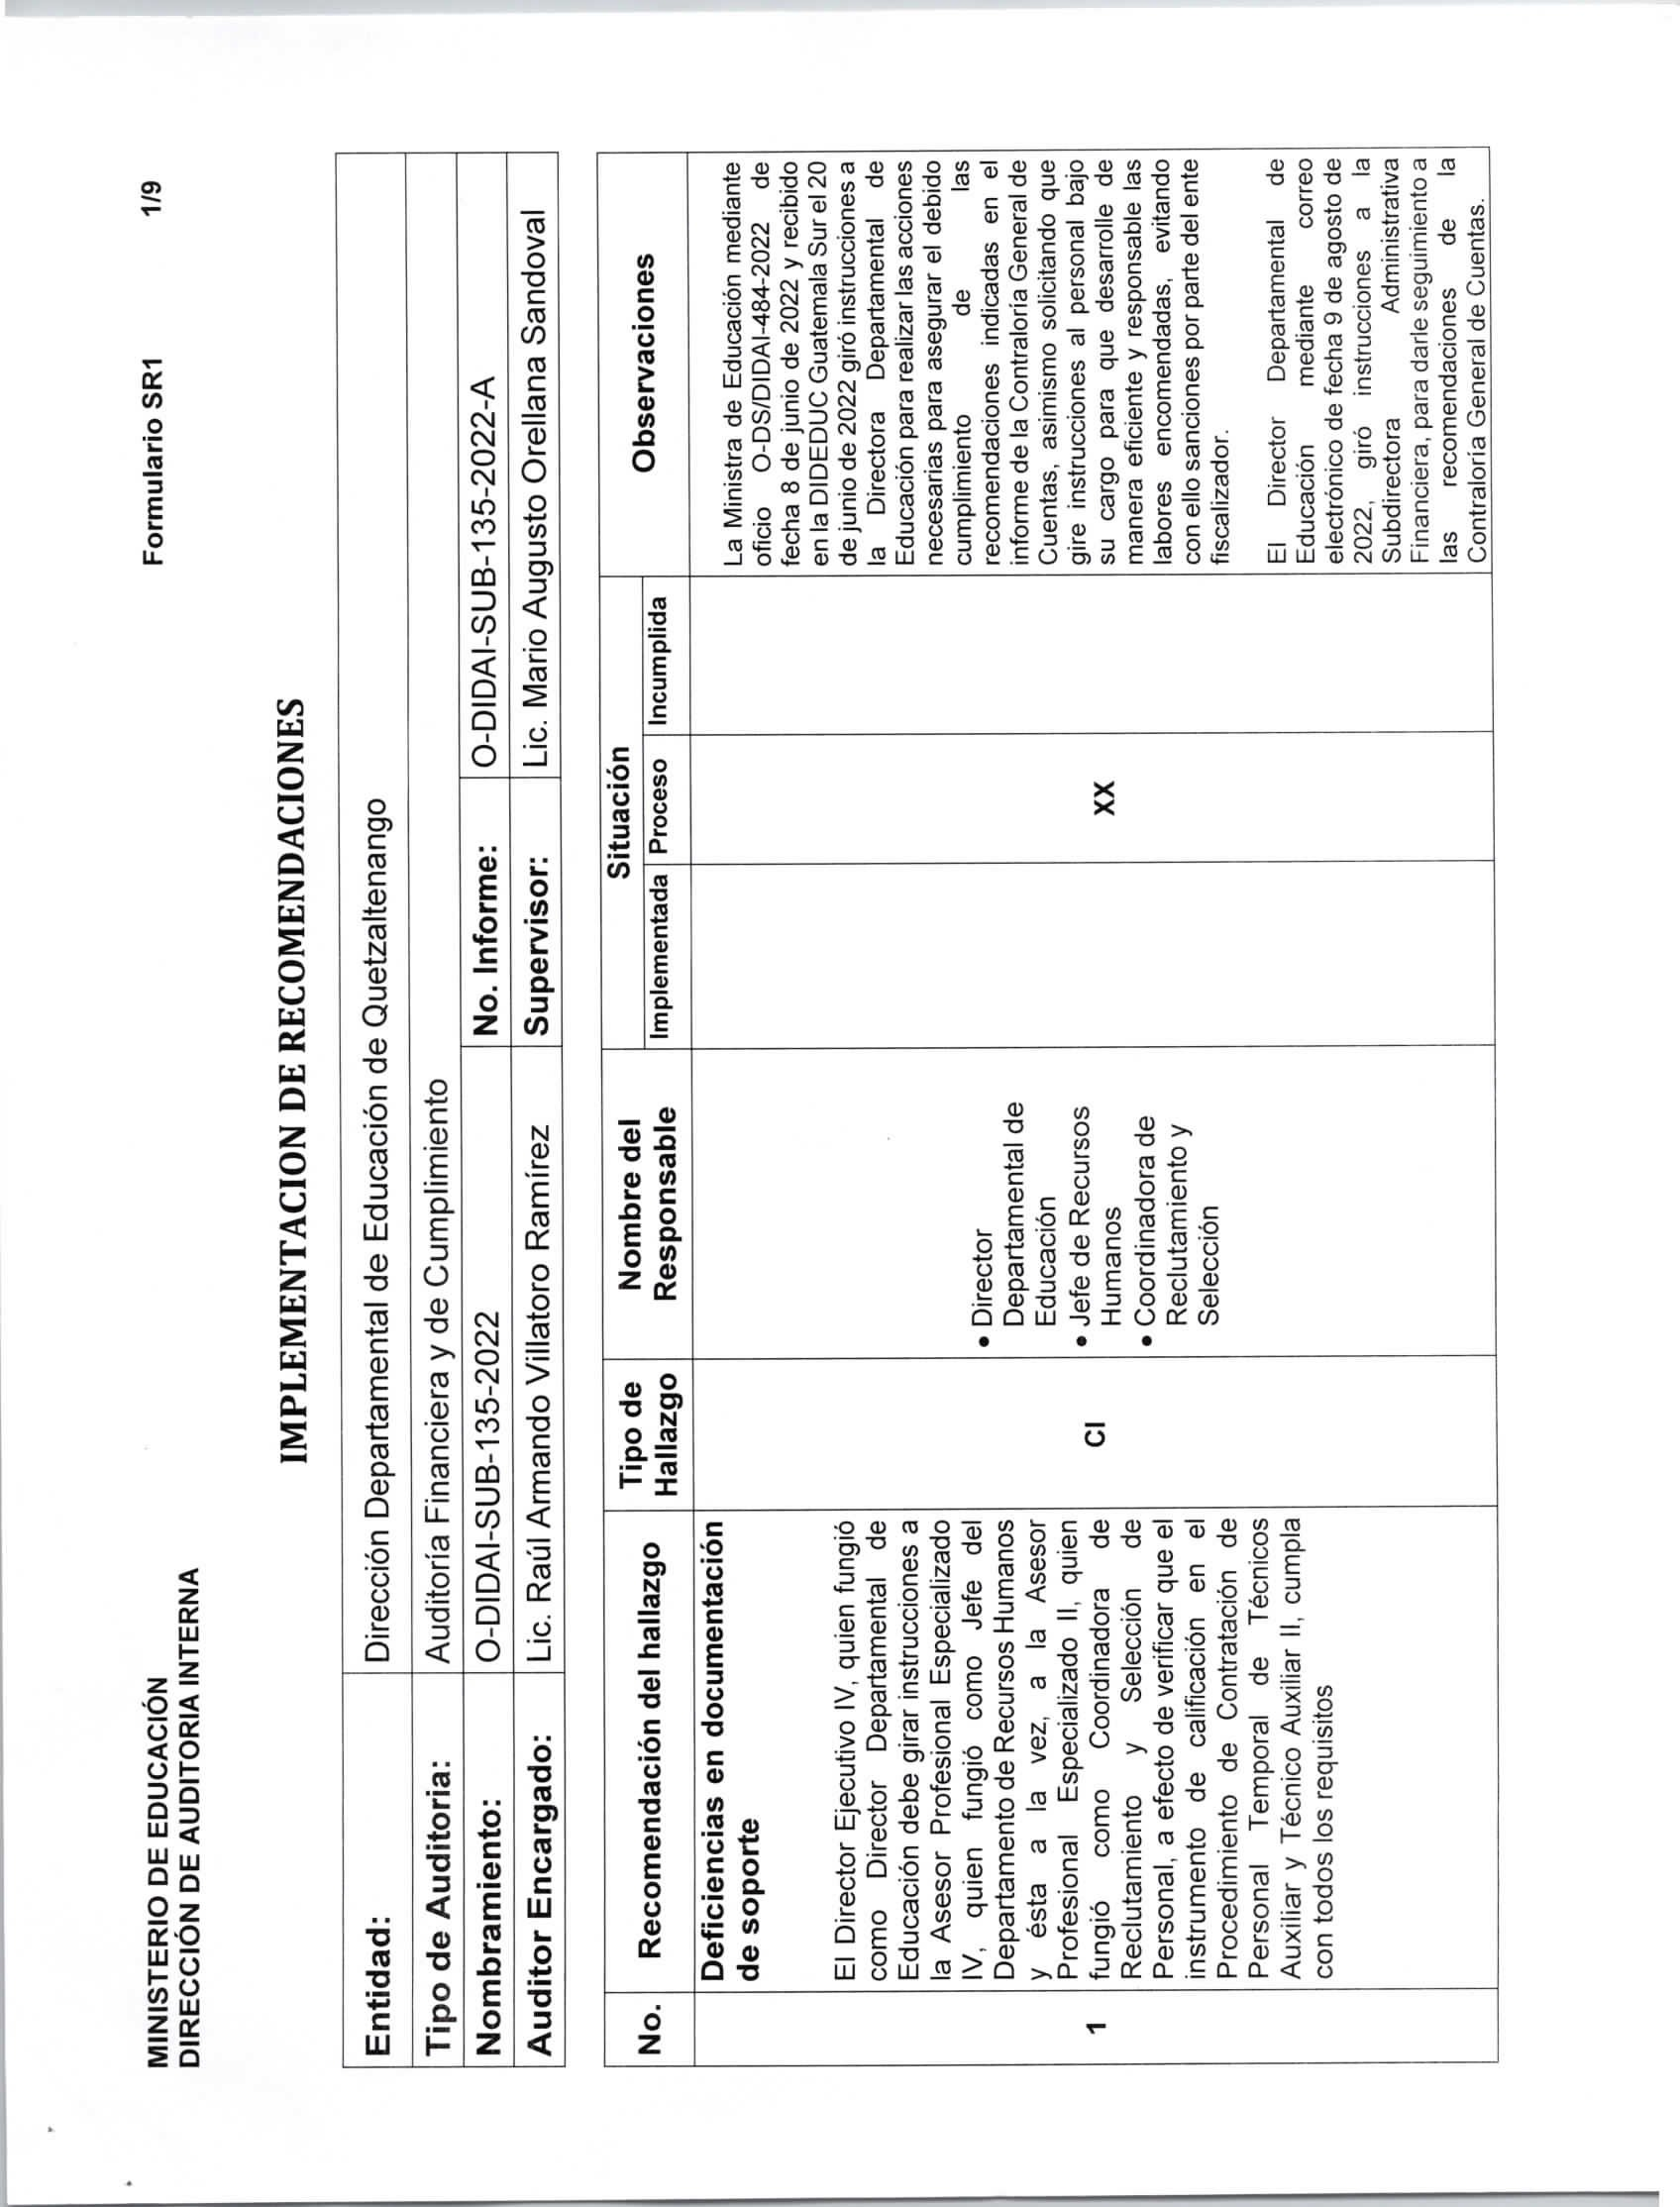 MINISTERIO DE EDUCACIÓN
DIRECCIÓN DE AUDITORIA INTERNA
Formulario SR1
1/9
IMPLEMENTACION DE RECOMENDACIONES
Entidad: Dirección Departamental de Educación de Quetzaltenango
Tipo de Auditoria: Auditoría Financiera y de Cumplimiento
Nombramiento: O-DIDAI-SUB-135-2022 No. Informe: O-DIDAI-SUB-135-2022-A
Auditor Encargado: Lic. Raúl Armando Villatoro Ramírez Supervisor: Lic. Mario Augusto Orellana Sandoval
No.
Recomendación del hallazgo
Tipo de
Hallazgo
Nombre del
Responsable
Situación
Implementada Proceso Incumplida
Observaciones
1
Deficiencias en documentación
de soporte
El Director Ejecutivo IV, quien fungió
como Director Departamental de
Educación debe girar instrucciones a
la Asesor Profesional Especializado
IV, quien fungió como Jefe del
Departamento de Recursos Humanos
y ésta a la vez, a la Asesor
Profesional Especializado II, quien
fungió como Coordinadora de
Reclutamiento y Selección de
Personal, a efecto de verificar que el
instrumento de calificación en el
Procedimiento de Contratación de
Personal Temporal de Técnicos
Auxiliar y Técnico Auxiliar II, cumpla
con todos los requisitos
CI
• Director
Departamental de
Educación
• Jefe de Recursos
Humanos
• Coordinadora de
Reclutamiento y
Selección
XX
La Ministra de Educación mediante
oficio O-DS/DIDAI-484-2022 de
fecha 8 de junio de 2022 y recibido
en la DIDEDUC Guatemala Sur el 20
de junio de 2022 giró instrucciones a
la Directora Departamental de
Educación para realizar las acciones
necesarias para asegurar el debido
cumplimiento de las
recomendaciones indicadas en el
informe de la Contraloría General de
Cuentas, asimismo solicitando que
gire instrucciones al personal bajo
su cargo para que desarrolle de
manera eficiente y responsable las
labores encomendadas, evitando
con ello sanciones por parte del ente
fiscalizador.
El Director Departamental de
Educación mediante correo
electrónico de fecha 9 de agosto de
2022, giró instrucciones a la
Subdirectora Administrativa
Financiera, para darle seguimiento a
las recomendaciones de la
Contraloría General de Cuentas.